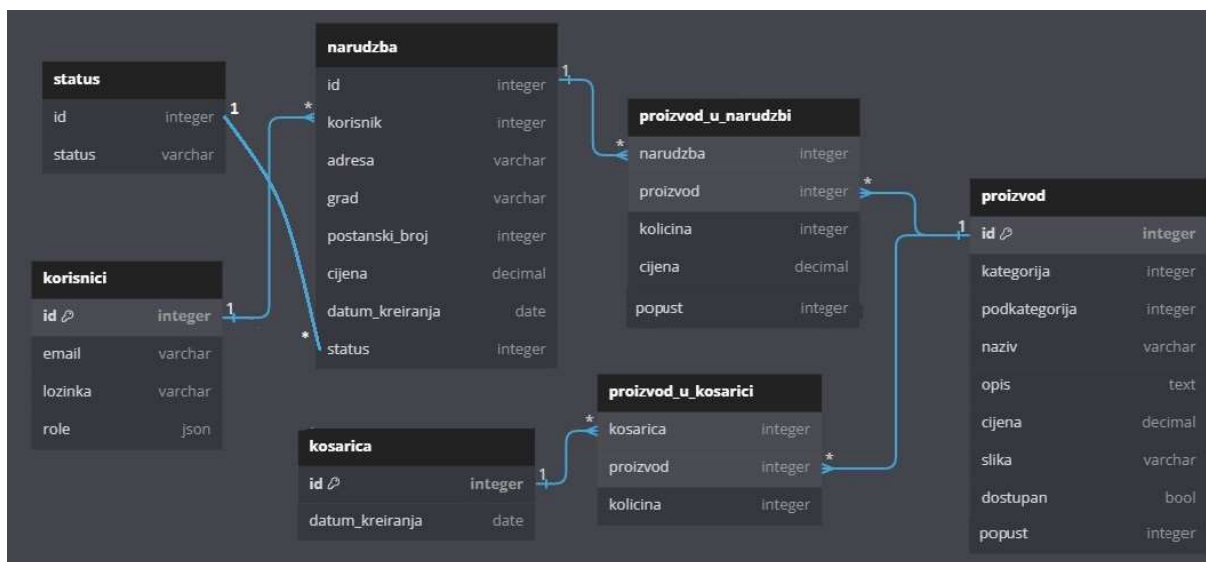 status
id integer
status varchar
1
korisnici
id integer
email varchar
lozinka varchar
role json
1
narudzba
id integer
korisnik integer
adresa varchar
grad varchar
postanski_broj integer
cijena decimal
datum_kreiranja date
status integer
1
*
*
kosarica
id integer
datum_kreiranja date
1
proizvod_u_narudzbi
narudzba integer
proizvod integer
kolicina integer
cijena decimal
popust integer
*
*
proizvod_u_kosarici
kosarica integer
proizvod integer
kolicina integer
*
*
proizvod
id integer
kategorija integer
podkategorija integer
naziv varchar
opis text
cijena decimal
slika varchar
dostupan bool
popust integer
1